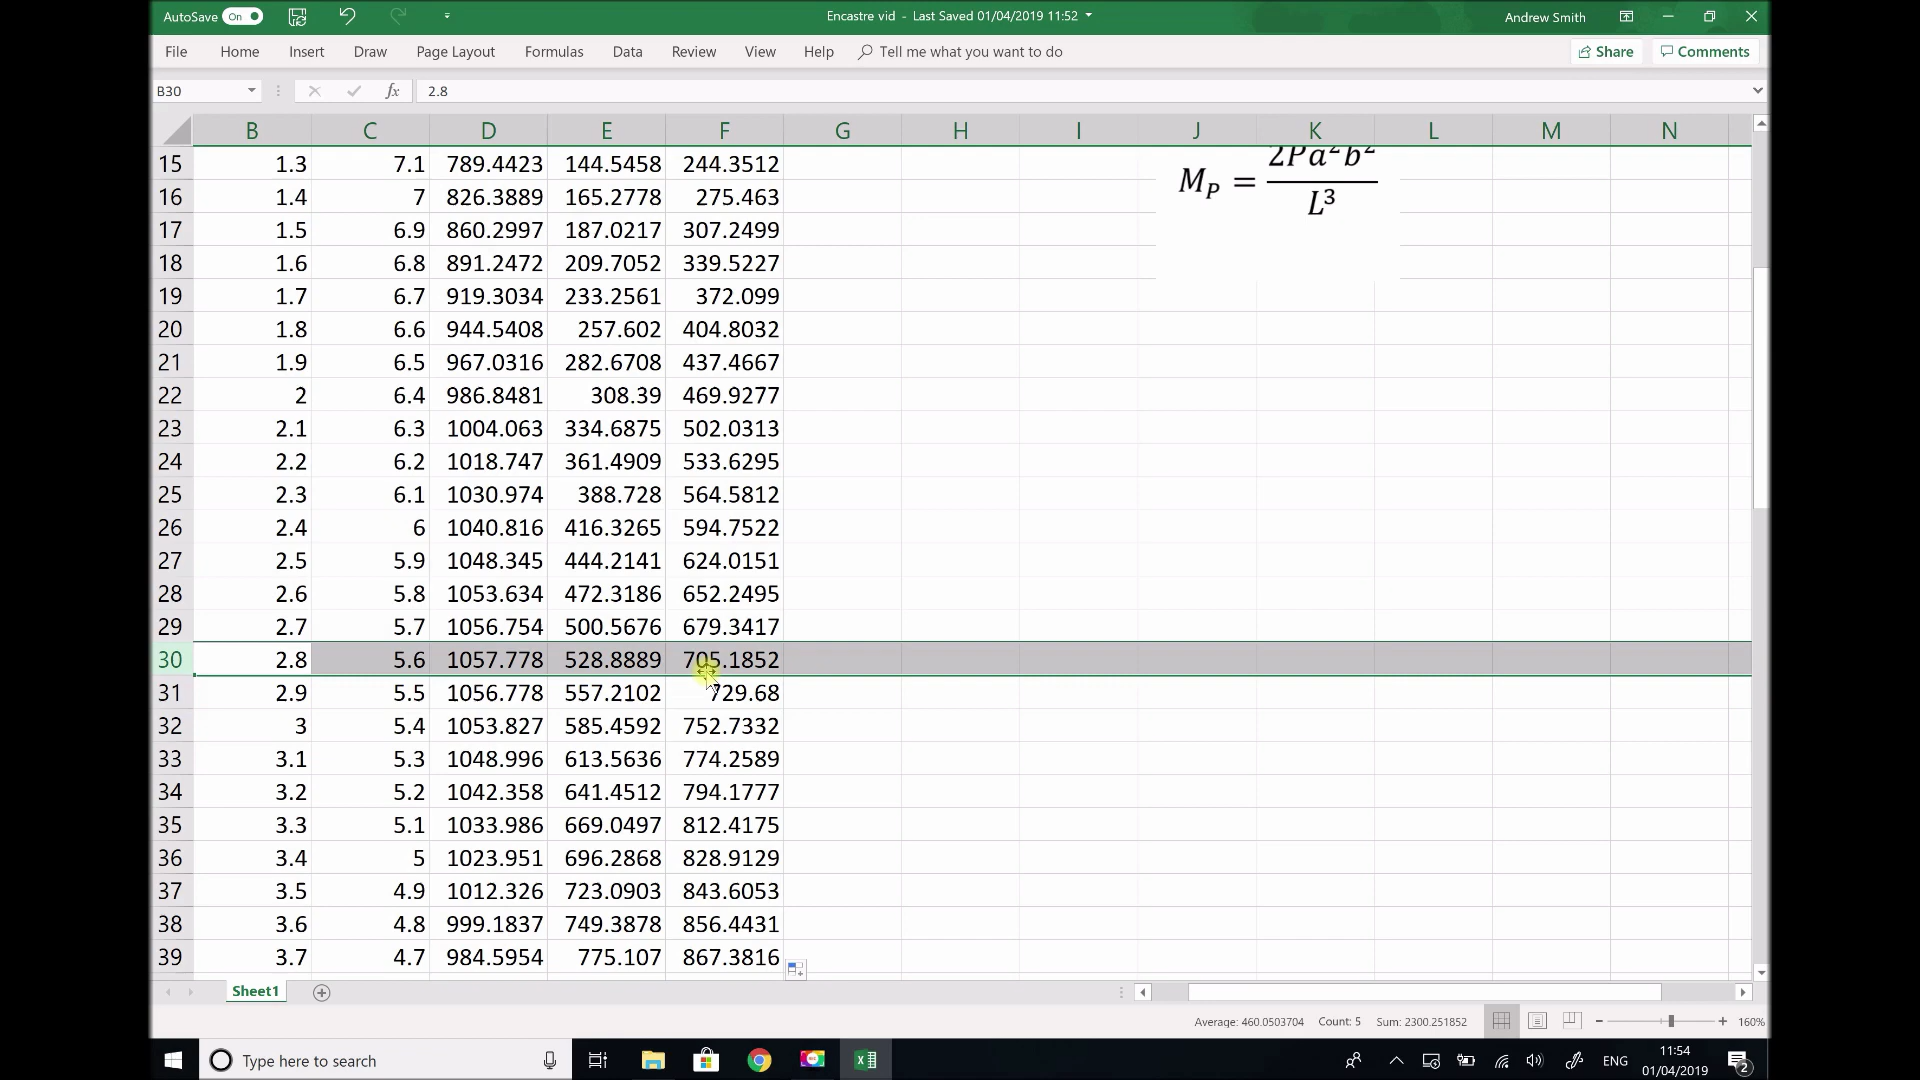 AutoSave On Encastre vid - Last Saved 01/04/2019 11:52 Andrew Smith
File Home Insert Draw Page Layout Formulas Data Review View Help Tell me what you want to do Share Comments
B30 fx 2.8
B C D E F G H I J K L M N
15 1.3 7.1 789.4423 144.5458 244.3512
16 1.4 7 826.3889 165.2778 275.463
17 1.5 6.9 860.2997 187.0217 307.2499
18 1.6 6.8 891.2472 209.7052 339.5227
19 1.7 6.7 919.3034 233.2561 372.099
20 1.8 6.6 944.5408 257.602 404.8032
21 1.9 6.5 967.0316 282.6708 437.4667
22 2 6.4 986.8481 308.39 469.9277
23 2.1 6.3 1004.063 334.6875 502.0313
24 2.2 6.2 1018.747 361.4909 533.6295
25 2.3 6.1 1030.974 388.728 564.5812
26 2.4 6 1040.816 416.3265 594.7522
27 2.5 5.9 1048.345 444.2141 624.0151
28 2.6 5.8 1053.634 472.3186 652.2495
29 2.7 5.7 1056.754 500.5676 679.3417
30 2.8 5.6 1057.778 528.8889 705.1852
31 2.9 5.5 1056.778 557.2102 729.68
32 3 5.4 1053.827 585.4592 752.7332
33 3.1 5.3 1048.996 613.5636 774.2589
34 3.2 5.2 1042.358 641.4512 794.1777
35 3.3 5.1 1033.986 669.0497 812.4175
36 3.4 5 1023.951 696.2868 828.9129
37 3.5 4.9 1012.326 723.0903 843.6053
38 3.6 4.8 999.1837 749.3878 856.4431
39 3.7 4.7 984.5954 775.107 867.3816
M_P = 2Pa²b² / L³
Sheet1
Average: 460.0503704 Count: 5 Sum: 2300.251852 160%
Type here to search ENG 11:54
01/04/2019 2